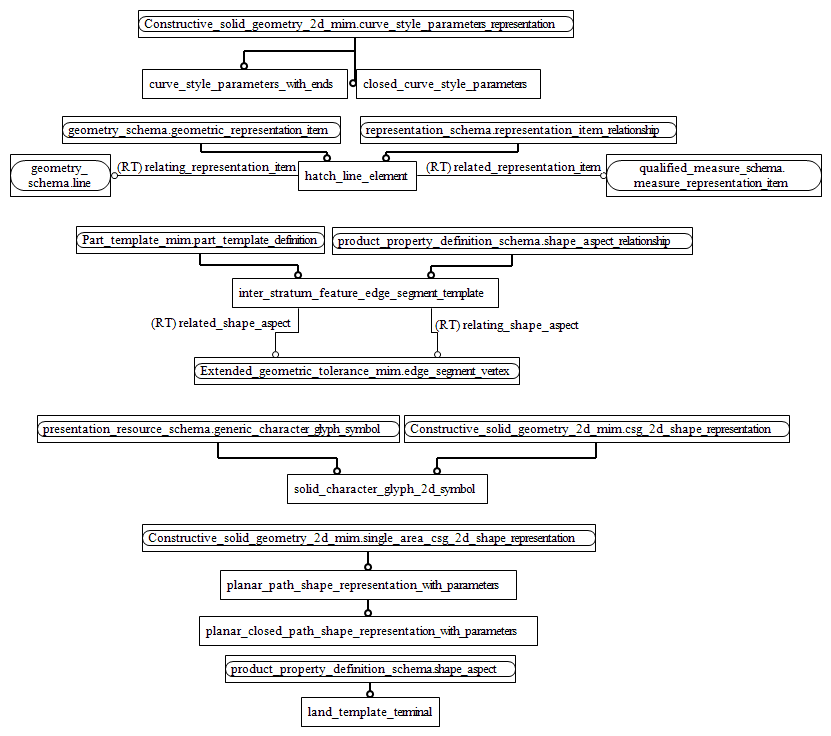 Constructive_solid_geometry_2d_mim.curve_style_parameters_representation
curve_style_parameters_with_ends
closed_curve_style_parameters
geometry_schema.geometric_representation_item
representation_schema.representation_item_relationship
geometry_
schema.line
(RT) relating_representation_item
hatch_line_element
(RT) related_representation_item
qualified_measure_schema.
measure_representation_item
Part_template_mim.part_template_definition
product_property_definition_schema.shape_aspect_relationship
inter_stratum_feature_edge_segment_template
(RT) related_shape_aspect
(RT) relating_shape_aspect
Extended_geometric_tolerance_mim.edge_segment_vertex
presentation_resource_schema.generic_character_glyph_symbol
Constructive_solid_geometry_2d_mim.csg_2d_shape_representation
solid_character_glyph_2d_symbol
Constructive_solid_geometry_2d_mim.single_area_csg_2d_shape_representation
planar_path_shape_representation_with_parameters
planar_closed_path_shape_representation_with_parameters
product_property_definition_schema.shape_aspect
land_template_terminal